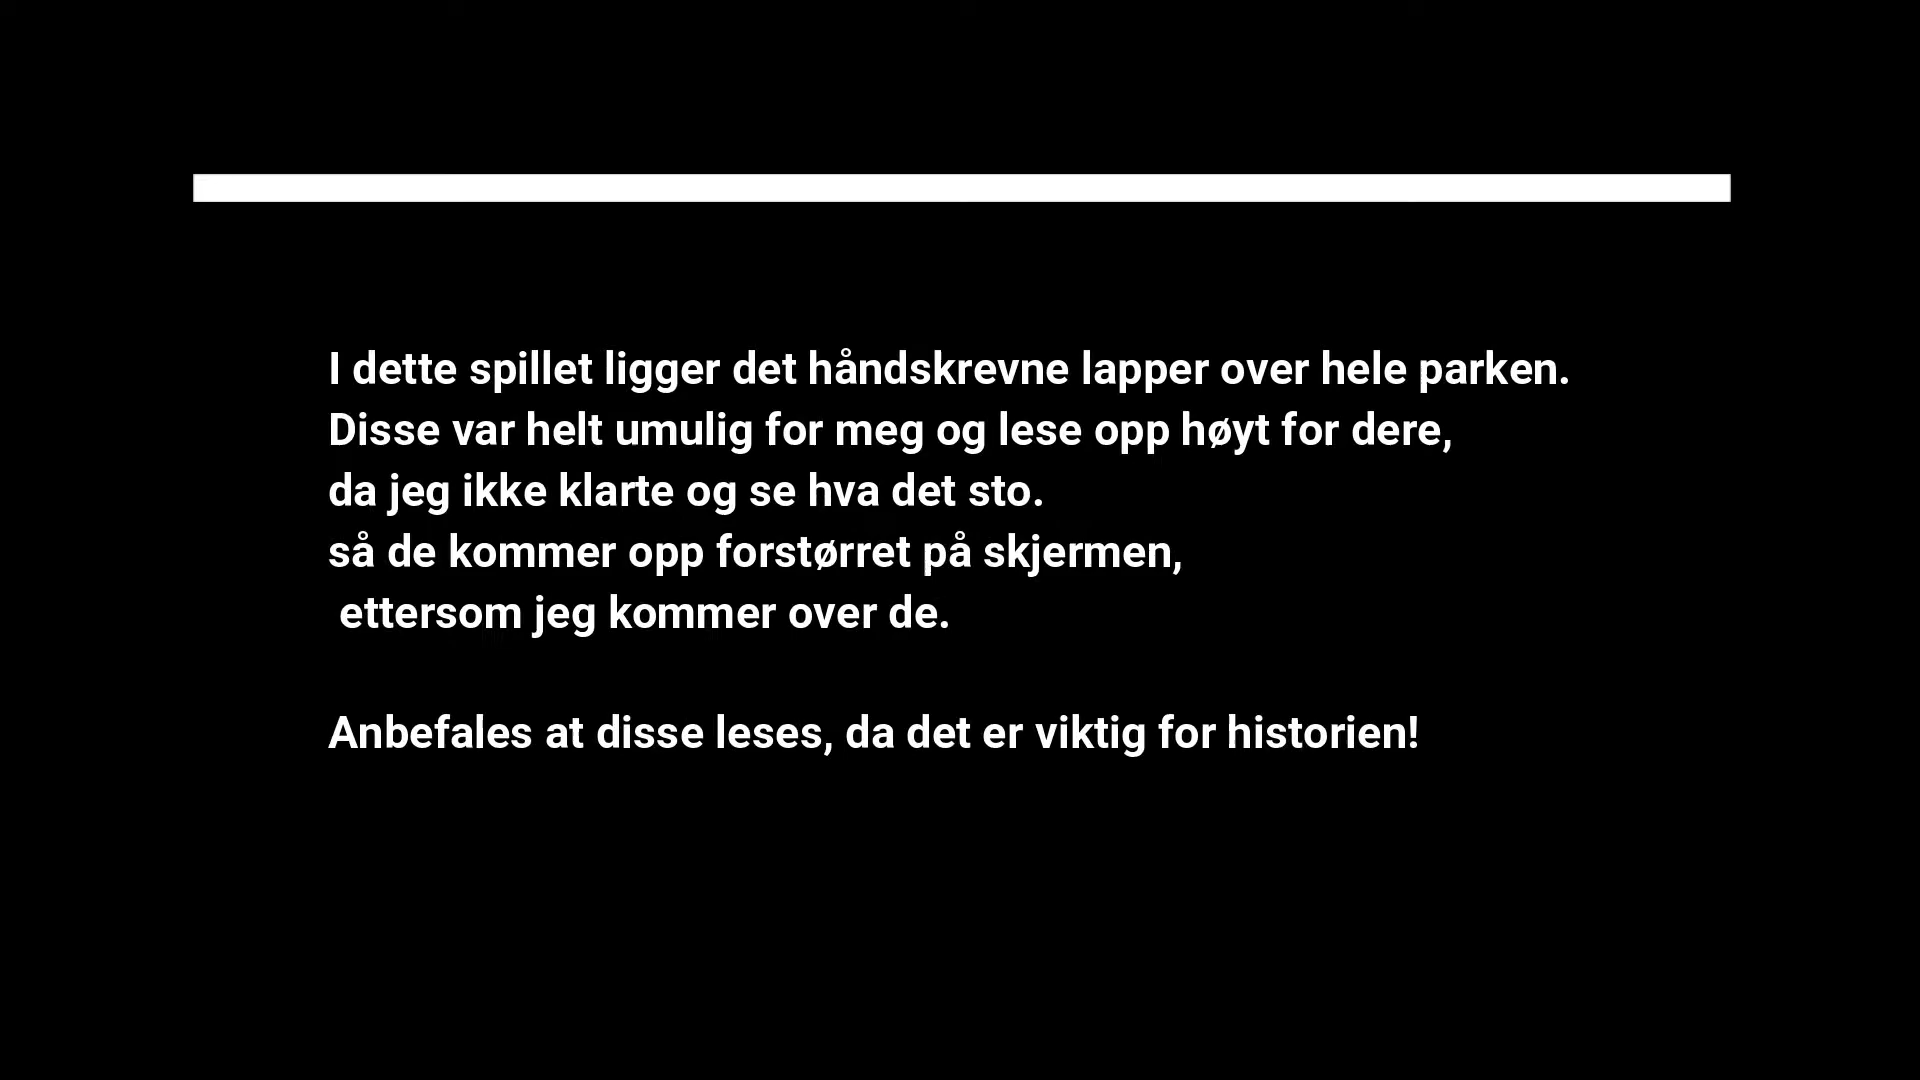 I dette spillet ligger det håndskrevne lapper over hele parken.
Disse var helt umulig for meg og lese opp høyt for dere,
da jeg ikke klarte og se hva det sto.
så de kommer opp forstørret på skjermen,
ettersom jeg kommer over de.
Anbefales at disse leses, da det er viktig for historien!